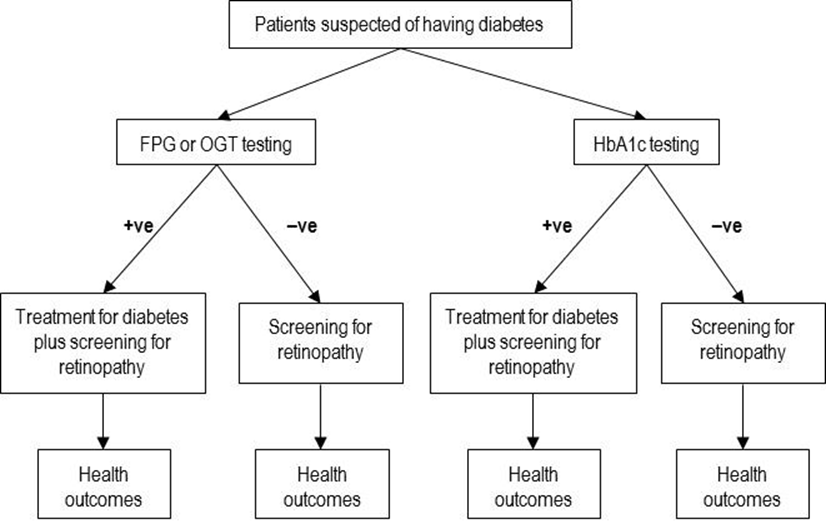 Patients suspected of having diabetes
FPG or OGT testing
HbA1c testing
+ve
–ve
+ve
–ve
Treatment for diabetes
plus screening for
retinopathy
Screening for
retinopathy
Treatment for diabetes
plus screening for
retinopathy
Screening for
retinopathy
Health
outcomes
Health
outcomes
Health
outcomes
Health
outcomes